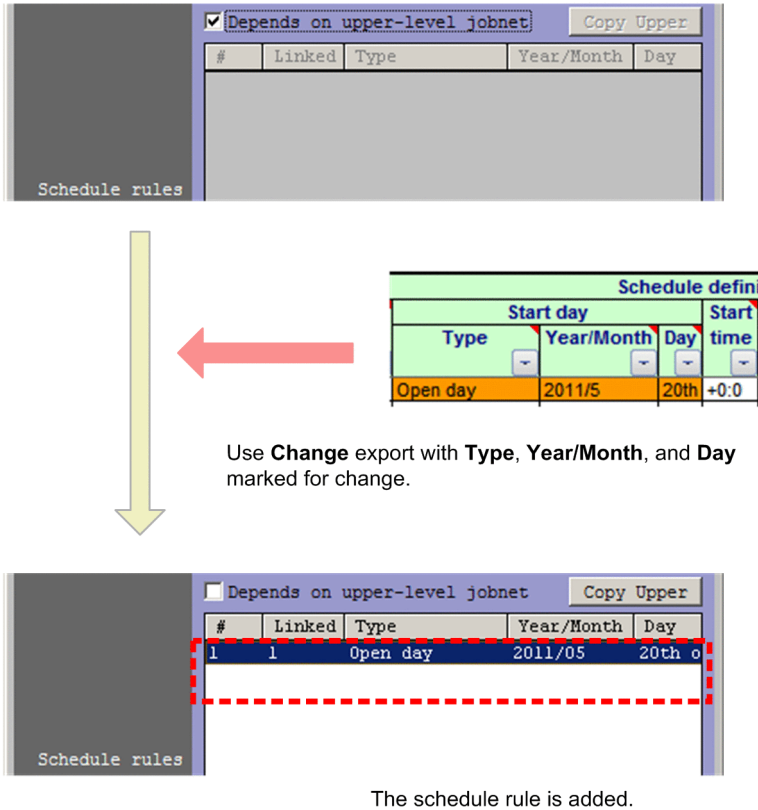 Depends on upper-level jobnet Copy Upper
# Linked Type Year/Month Day
Schedule rules
Schedule defini
Start day Start
Type Year/Month Day time
Open day 2011/5 20th +0:0
Use Change export with Type, Year/Month, and Day
marked for change.
Depends on upper-level jobnet Copy Upper
# Linked Type Year/Month Day
1 1 Open day 2011/05 20th o
Schedule rules
The schedule rule is added.